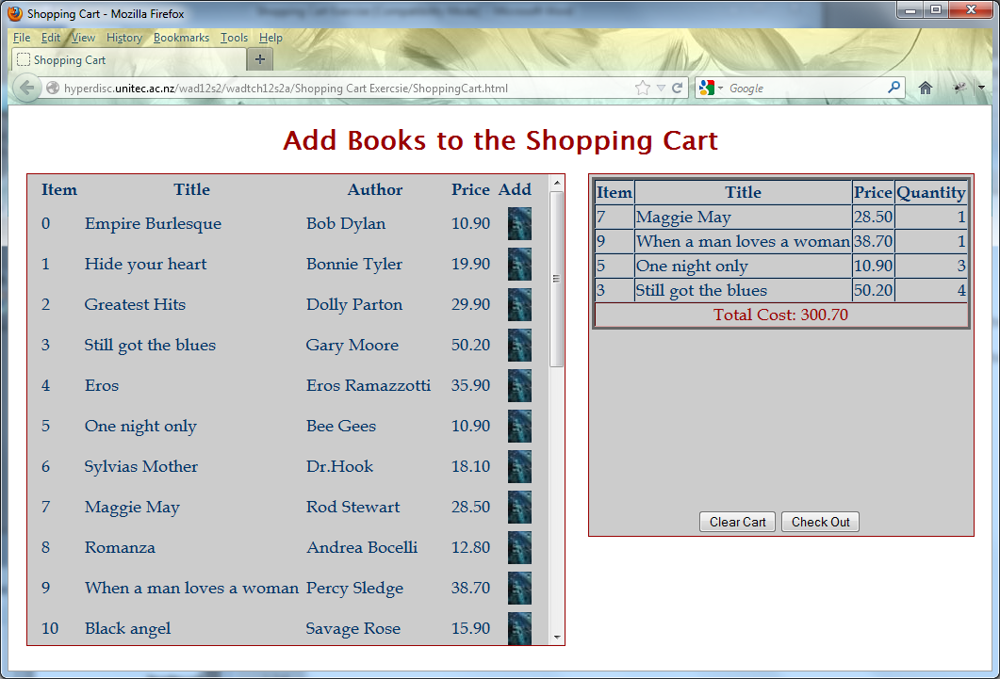 Shopping Cart - Mozilla Firefox
File Edit View History Bookmarks Tools Help
Shopping Cart
hyperdisc.unitec.ac.nz/wad12s2/wadtch12s2a/Shopping Cart Exercsie/ShoppingCart.html
Google
Add Books to the Shopping Cart
Item Title Author Price Add
0 Empire Burlesque Bob Dylan 10.90
1 Hide your heart Bonnie Tyler 19.90
2 Greatest Hits Dolly Parton 29.90
3 Still got the blues Gary Moore 50.20
4 Eros Eros Ramazzotti 35.90
5 One night only Bee Gees 10.90
6 Sylvias Mother Dr.Hook 18.10
7 Maggie May Rod Stewart 28.50
8 Romanza Andrea Bocelli 12.80
9 When a man loves a woman Percy Sledge 38.70
10 Black angel Savage Rose 15.90
Item Title Price Quantity
7 Maggie May 28.50 1
9 When a man loves a woman 38.70 1
5 One night only 10.90 3
3 Still got the blues 50.20 4
Total Cost: 300.70
Clear Cart Check Out